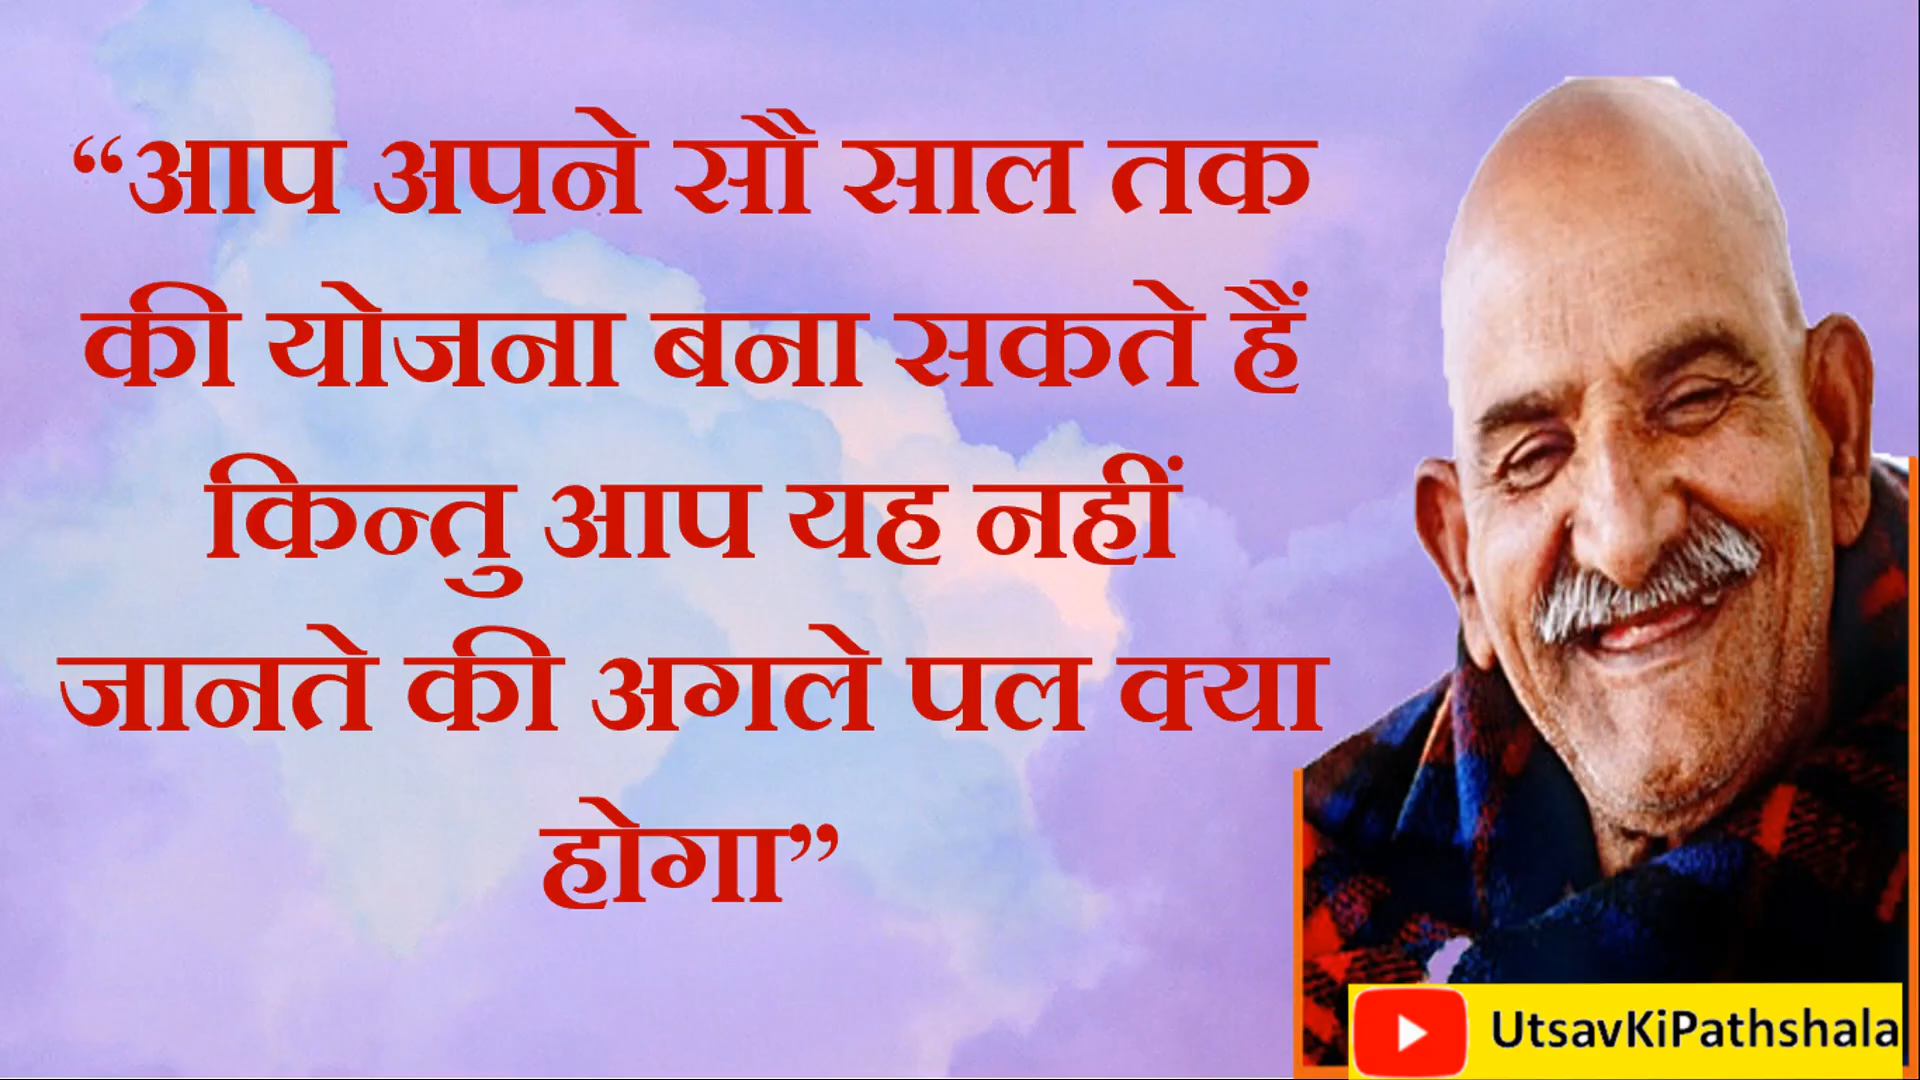 “आप अपने सौ साल तक
की योजना बना सकते हैं
किन्तु आप यह नहीं
जानते की अगले पल क्या
होगा”
UtsavKiPathshala